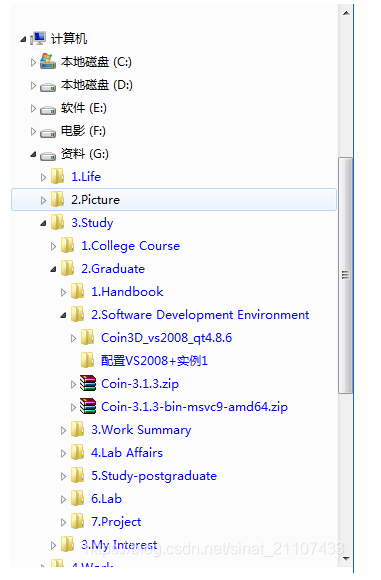 计算机
本地磁盘 (C:)
本地磁盘 (D:)
软件 (E:)
电影 (F:)
资料 (G:)
1.Life
2.Picture
3.Study
1.College Course
2.Graduate
1.Handbook
2.Software Development Environment
Coin3D_vs2008_qt4.8.6
配置VS2008+实例1
Coin-3.1.3.zip
Coin-3.1.3-bin-msvc9-amd64.zip
3.Work Summary
4.Lab Affairs
5.Study-postgraduate
6.Lab
7.Project
3.My Interest
https://blog.csdn.net/sinat_21107433
4.Work